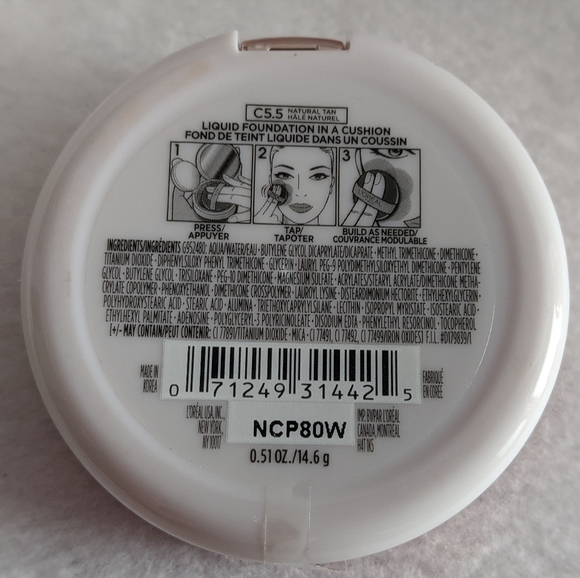 C5.5 NATURAL TAN
HÂLÉ NATUREL
LIQUID FOUNDATION IN A CUSHION
FOND DE TEINT LIQUIDE DANS UN COUSSIN
1 2 3
PRESS/
APPUYER
TAP/
TAPOTER
BUILD AS NEEDED/
COUVRANCE MODULABLE
INGREDIENTS/INGRÉDIENTS 695248D: AQUA/WATER/EAU • BUTYLENE GLYCOL DICAPRYLATE/DICAPRATE • METHYL TRIMETHICONE • DIMETHICONE •
TITANIUM DIOXIDE • DIPHENYLSILOXY PHENYL TRIMETHICONE • GLYCERIN • LAURYL PEG-9 POLYDIMETHYLSILOXYETHYL DIMETHICONE • PENTYLENE
GLYCOL • BUTYLENE GLYCOL • TRISILOXANE • PEG-10 DIMETHICONE • MAGNESIUM SULFATE • ACRYLATES/STEARYL ACRYLATE/DIMETHICONE METHA-
CRYLATE COPOLYMER • PHENOXYETHANOL • DIMETHICONE CROSSPOLYMER • LAUROYL LYSINE • DISTEARDIMONIUM HECTORITE • ETHYLHEXYLGLYCERIN •
POLYHYDROXYSTEARIC ACID • STEARIC ACID • ALUMINA • TRIETHOXYCAPRYLYLSILANE • LECITHIN • ISOPROPYL MYRISTATE • ISOSTEARIC ACID •
ETHYLHEXYL PALMITATE • ADENOSINE • POLYGLYCERYL-3 POLYRICINOLEATE • DISODIUM EDTA • PHENYLETHYL RESORCINOL • TOCOPHEROL
[+/- MAY CONTAIN/PEUT CONTENIR: CI 77891/TITANIUM DIOXIDE • MICA • CI 77491, CI 77492, CI 77499/IRON OXIDES] F.I.L. #D179839/1
MADE IN
KOREA
0 71249 31442 5
FABRIQUÉ
EN CORÉE
L'ORÉAL USA, INC.
NEW YORK,
NY 10017
NCP80W
IMP. BY/PAR L'ORÉAL
CANADA, MONTRÉAL
H4T 1N5
0.51 OZ./14.6 g